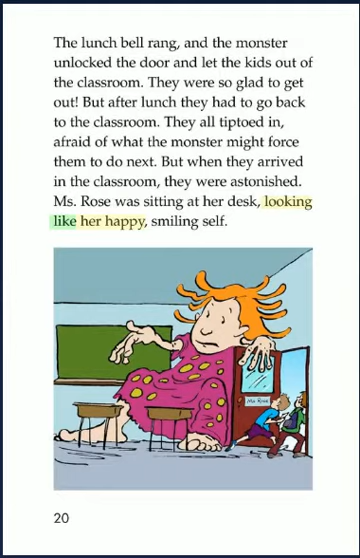 The lunch bell rang, and the monster
unlocked the door and let the kids out of
the classroom. They were so glad to get
out! But after lunch they had to go back
to the classroom. They all tiptoed in,
afraid of what the monster might force
them to do next. But when they arrived
in the classroom, they were astonished.
Ms. Rose was sitting at her desk, looking
like her happy, smiling self.
Ms. Rose
20